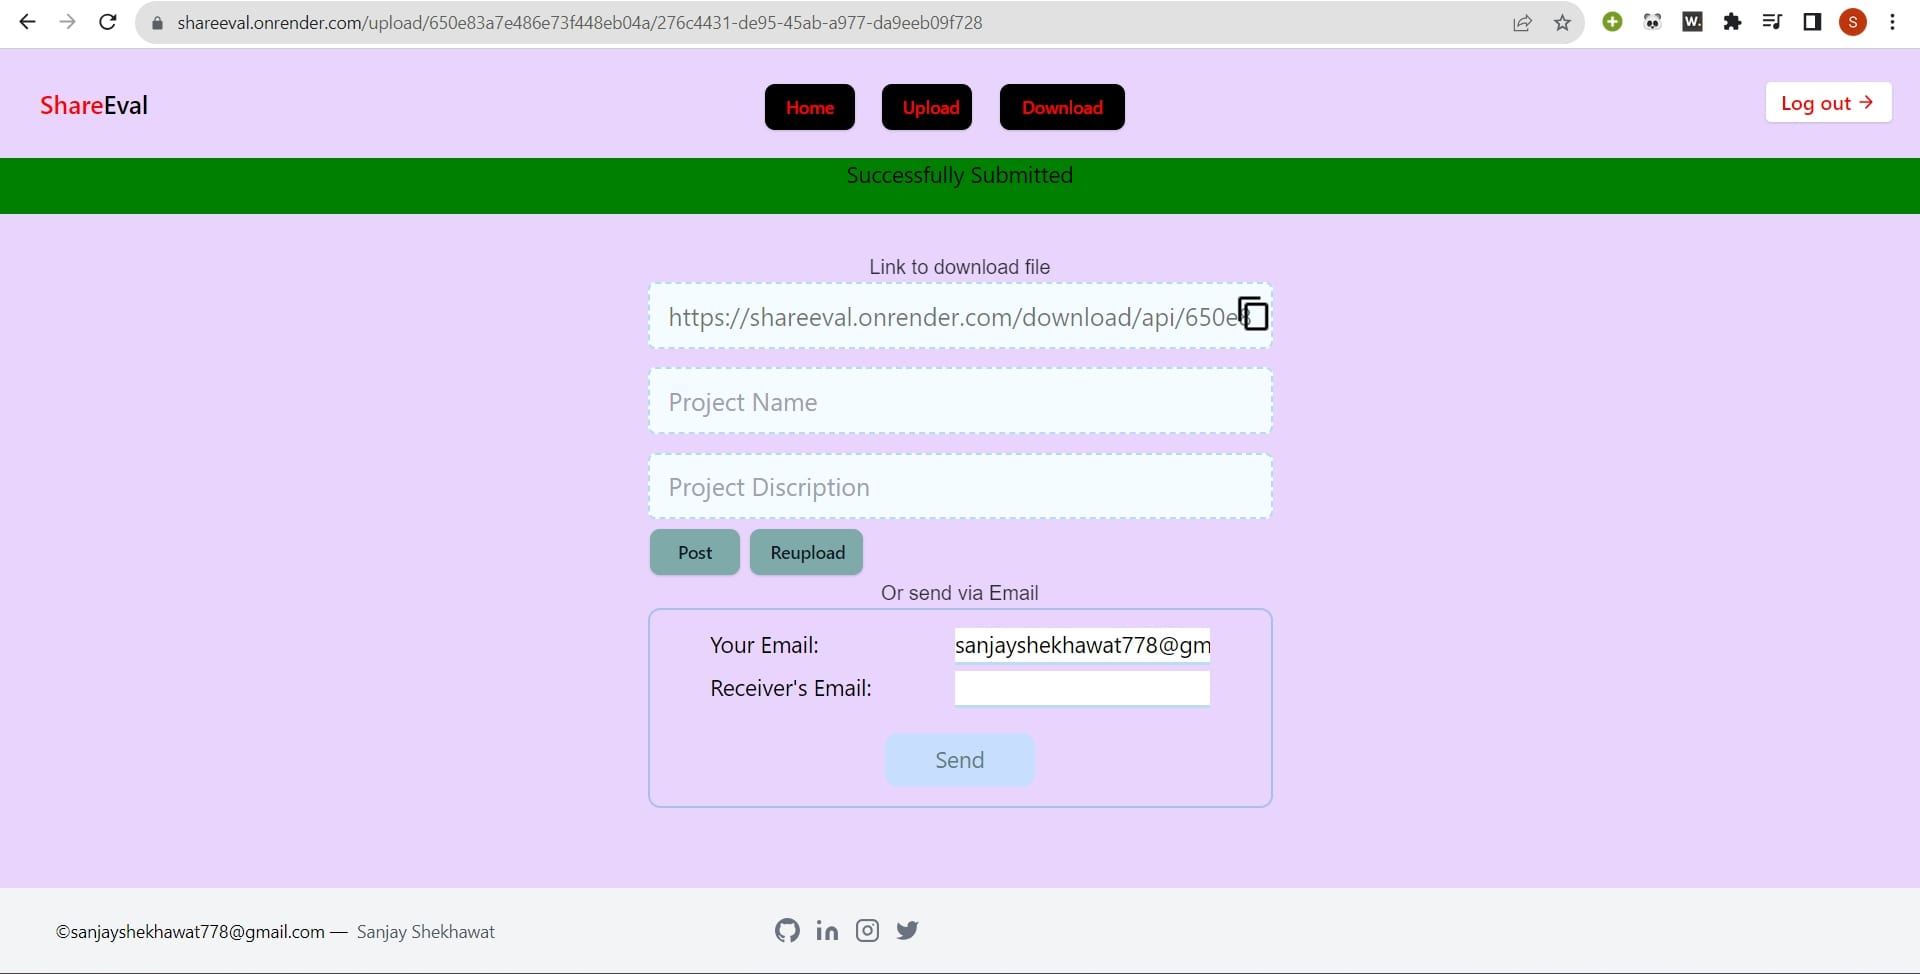 shareeval.onrender.com/upload/650e83a7e486e73f448eb04a/276c4431-de95-45ab-a977-da9eeb09f728
W.
S
ShareEval
Home
Upload
Download
Log out →
Successfully Submitted
Link to download file
https://shareeval.onrender.com/download/api/650e8
Project Name
Project Discription
Post
Reupload
Or send via Email
Your Email:
sanjayshekhawat778@gm
Receiver's Email:
Send
©sanjayshekhawat778@gmail.com — Sanjay Shekhawat
in